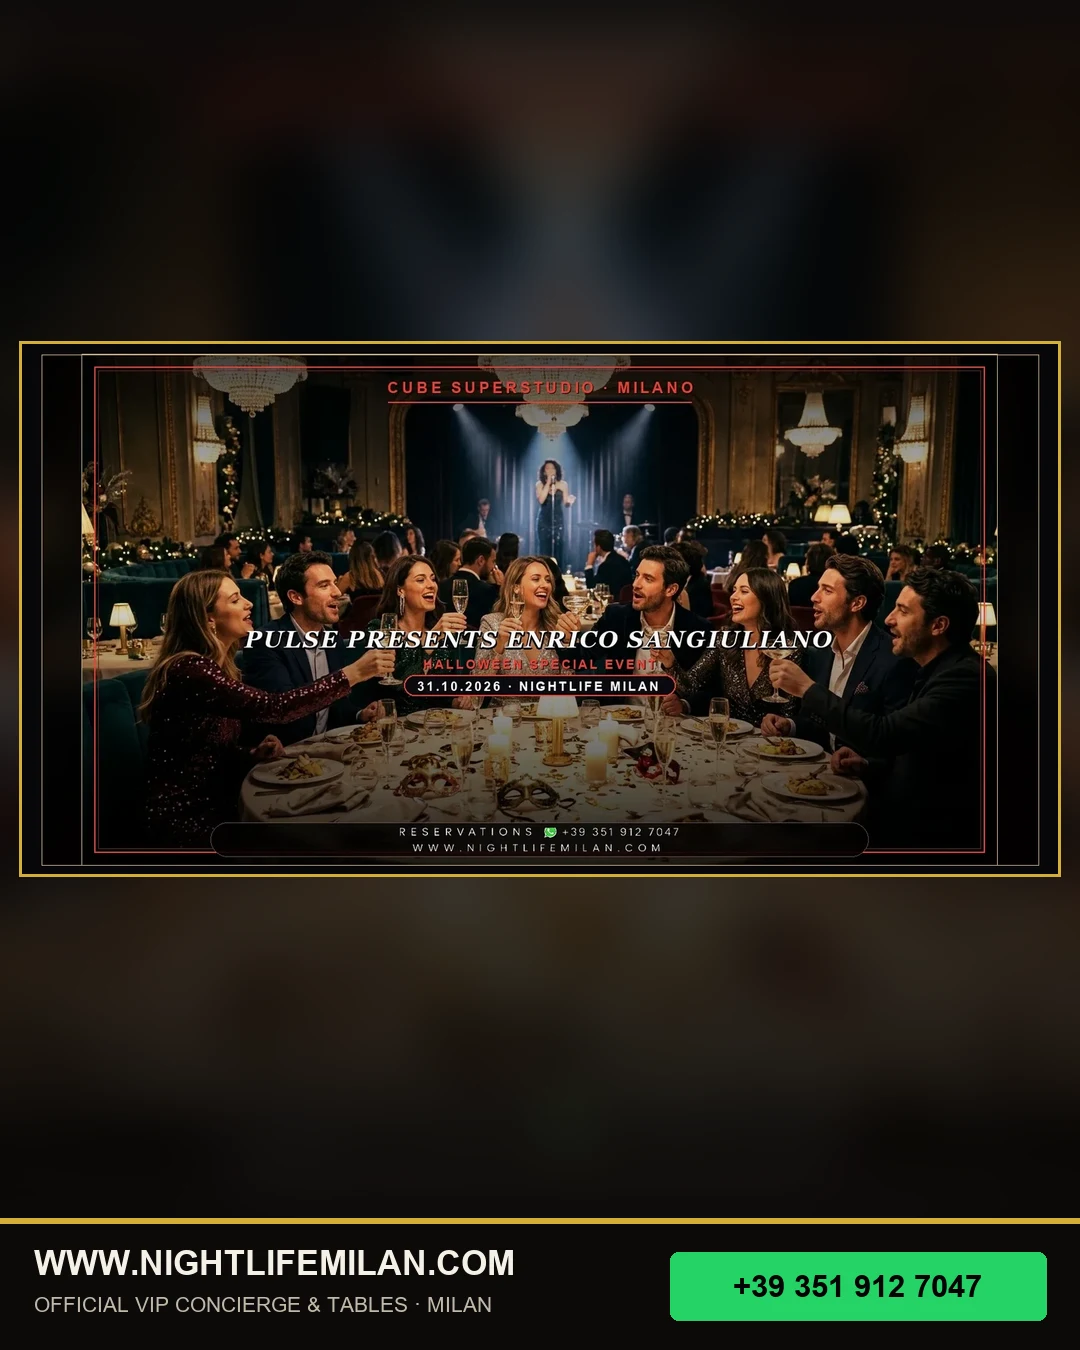 CUBE SUPERSTUDIO · MILANO
PULSE PRESENTS ENRICO SANGIULIANO
HALLOWEEN SPECIAL EVENT
31.10.2026 · NIGHTLIFE MILAN
RESERVATIONS +39 351 912 7047
WWW.NIGHTLIFEMILAN.COM
WWW.NIGHTLIFEMILAN.COM
OFFICIAL VIP CONCIERGE & TABLES · MILAN
+39 351 912 7047